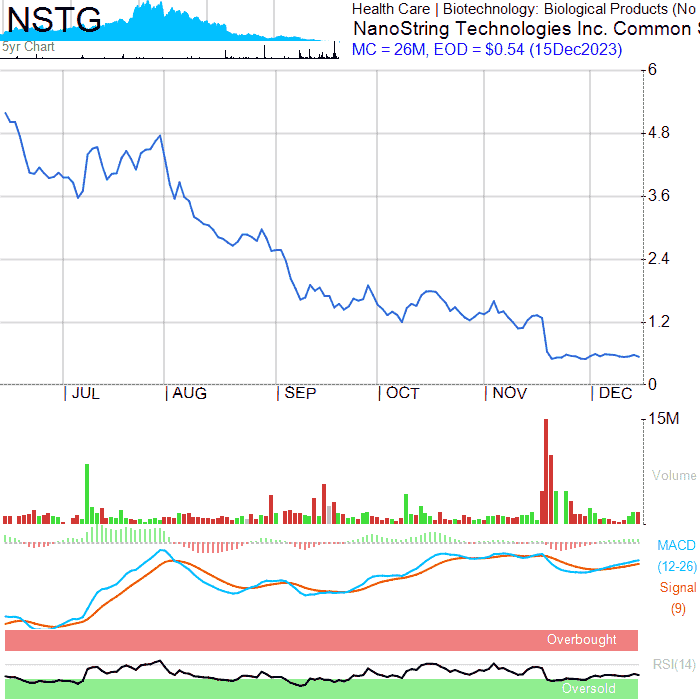 NSTG
5yr Chart
Health Care | Biotechnology: Biological Products (No
NanoString Technologies Inc. Common S
MC = 26M, EOD = $0.54 (15Dec2023)
6
4.8
3.6
2.4
1.2
0
JUL AUG SEP OCT NOV DEC
15M
Volume
MACD
(12-26)
Signal
(9)
Overbought
RSI(14)
Oversold